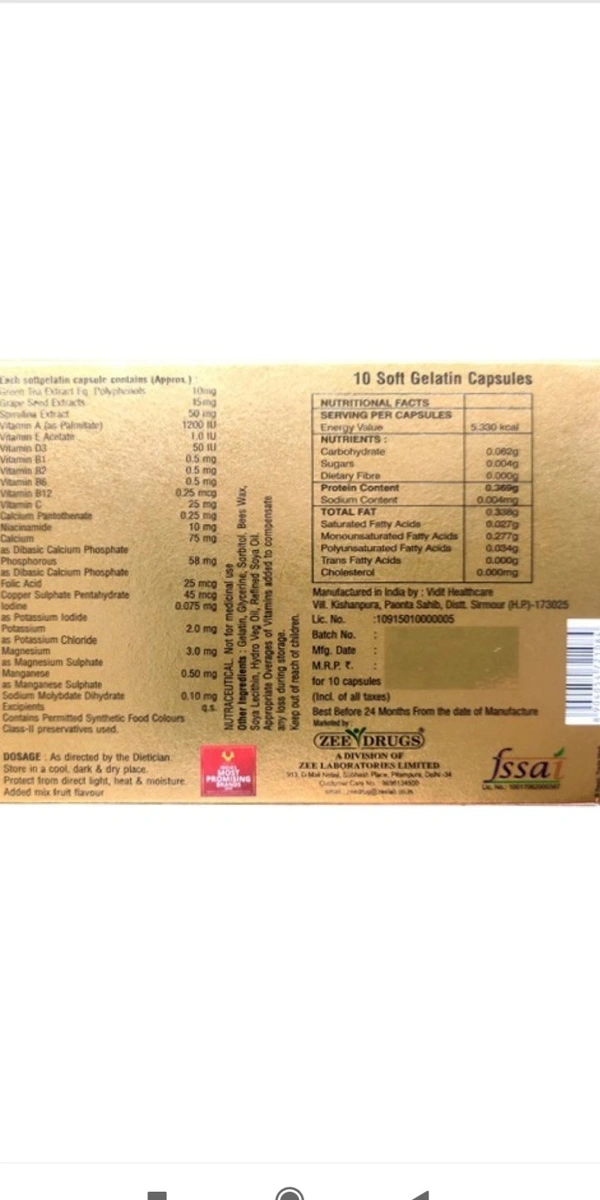 Each softgelatin capsule contains (Approx.)
Green Tea Extract Eq. Polyphenols 10mg
Grape Seed Extracts 15mg
Spirulina Extract 50 mg
Vitamin A (as Palmitate) 1200 IU
Vitamin E Acetate 1.0 IU
Vitamin D3 50 IU
Vitamin B1 0.5 mg
Vitamin B2 0.5 mg
Vitamin B6 0.5 mg
Vitamin B12 0.25 mcg
Vitamin C 25 mg
Calcium Pantothenate 0.25 mg
Niacinamide 10 mg
Calcium 75 mg
as Dibasic Calcium Phosphate
Phosphorous 58 mg
as Dibasic Calcium Phosphate
Folic Acid 25 mcg
Copper Sulphate Pentahydrate 45 mcg
Iodine 0.075 mg
as Potassium Iodide
Potassium 2.0 mg
as Potassium Chloride
Magnesium 3.0 mg
as Magnesium Sulphate
Manganese 0.50 mg
as Manganese Sulphate
Sodium Molybdate Dihydrate 0.10 mg
Excipients q.s.
Contains Permitted Synthetic Food Colours
Class-II preservatives used.
DOSAGE : As directed by the Dietician.
Store in a cool, dark & dry place.
Protect from direct light, heat & moisture.
Added mix fruit flavour
NUTRACEUTICAL. Not for medicinal use
Other Ingredients : Gelatin, Glycerine, Sorbitol, Bees Wax,
Soya Lecithin, Hydro Veg Oil, Refined Soya Oil.
Appropriate Overages of Vitamins added to compensate
any loss during storage.
Keep out of reach of children.
MOST
PROMISING
BRANDS
10 Soft Gelatin Capsules
NUTRITIONAL FACTS
SERVING PER CAPSULES
Energy Value 5.330 kcal
NUTRIENTS :
Carbohydrate 0.062g
Sugars 0.004g
Dietary Fibre 0.000g
Protein Content 0.369g
Sodium Content 0.004mg
TOTAL FAT 0.338g
Saturated Fatty Acids 0.027g
Monounsaturated Fatty Acids 0.277g
Polyunsaturated Fatty Acids 0.034g
Trans Fatty Acids 0.000g
Cholesterol 0.000mg
Manufactured in India by : Vidit Healthcare
Vill. Kishanpura, Paonta Sahib, Distt. Sirmour (H.P.)-173025
Lic. No. :10915010000005
Batch No. :
Mfg. Date :
M.R.P. ₹. :
for 10 capsules
(Incl. of all taxes)
Best Before 24 Months From the date of Manufacture
Marketed by :
ZEE DRUGS
A DIVISION OF
ZEE LABORATORIES LIMITED
Customer Care No.
fssai
Lic. No.